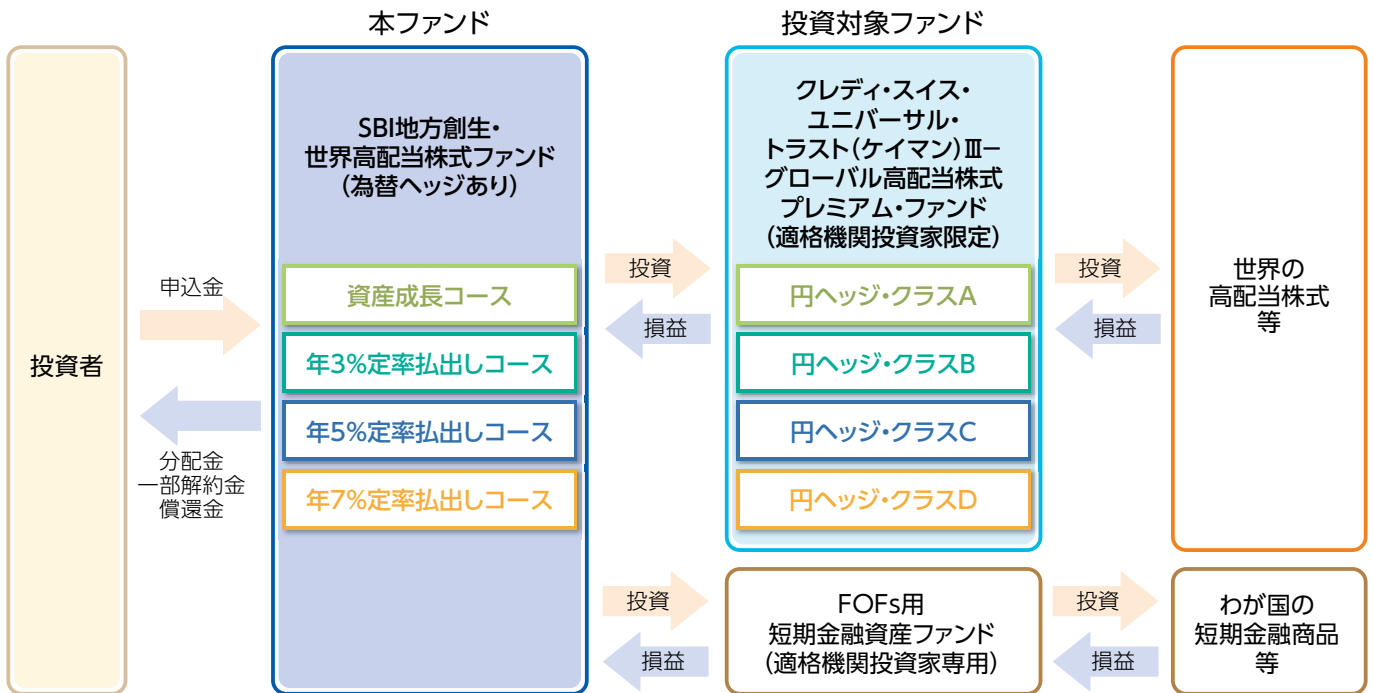 本ファンド
投資対象ファンド
投資者
申込金
分配金
一部解約金
償還金
SBI地方創生・
世界高配当株式ファンド
(為替ヘッジあり)
資産成長コース
年3%定率払出しコース
年5%定率払出しコース
年7%定率払出しコース
投資
損益
クレディ・スイス・
ユニバーサル・
トラスト(ケイマン)Ⅲー
グローバル高配当株式
プレミアム・ファンド
(適格機関投資家限定)
円ヘッジ・クラスA
円ヘッジ・クラスB
円ヘッジ・クラスC
円ヘッジ・クラスD
投資
損益
世界の
高配当株式
等
投資
損益
FOFs用
短期金融資産ファンド
(適格機関投資家専用)
投資
損益
わが国の
短期金融商品
等